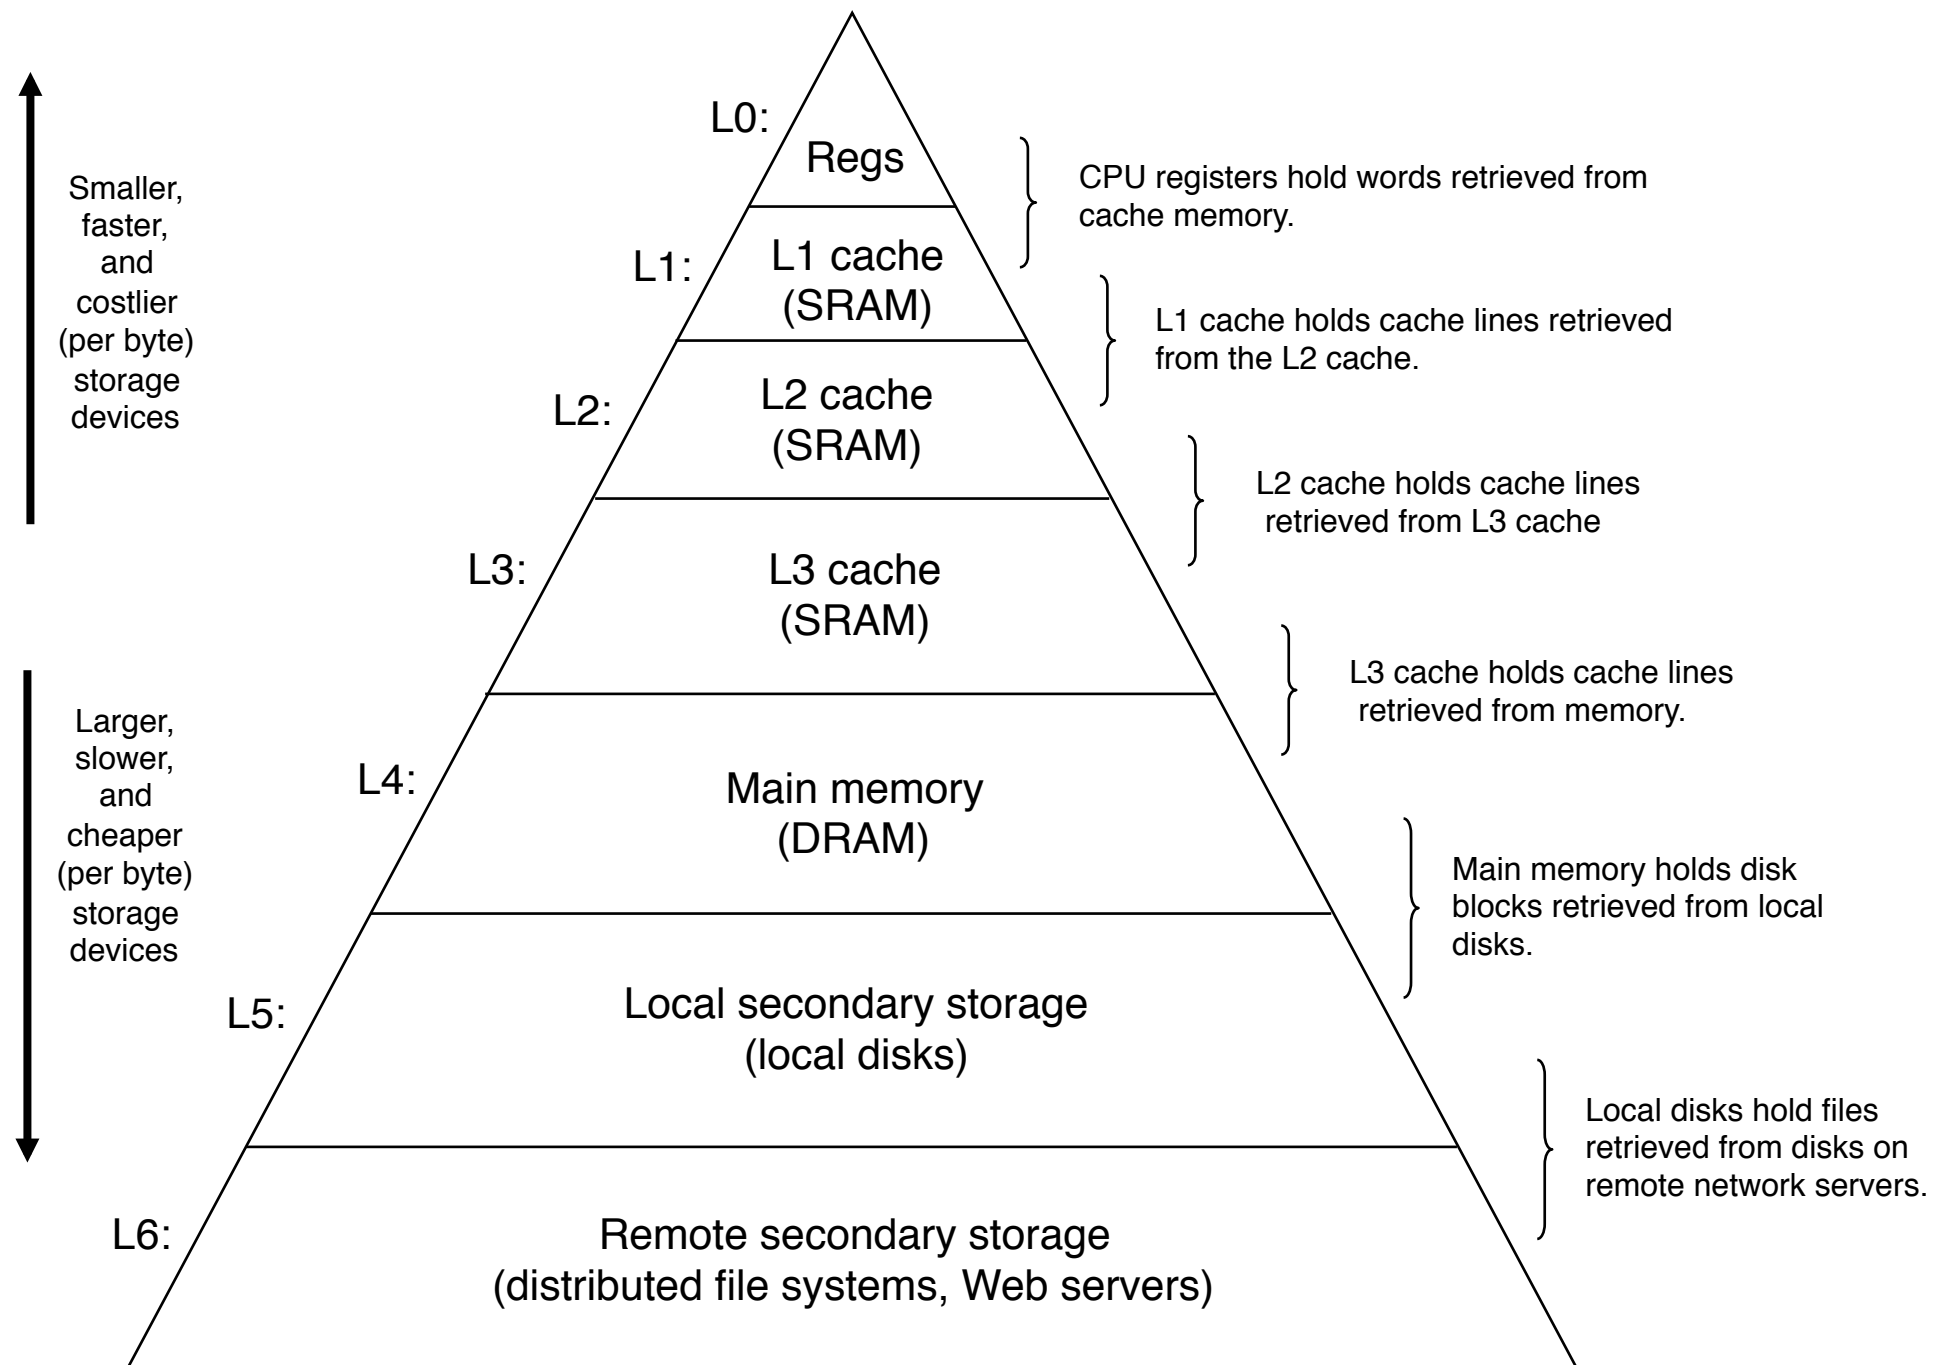 L0:
Regs
CPU registers hold words retrieved from
cache memory.
Smaller,
faster,
and
costlier
(per byte)
storage
devices
L1:
L1 cache
(SRAM)
L1 cache holds cache lines retrieved
from the L2 cache.
L2:
L2 cache
(SRAM)
L2 cache holds cache lines
retrieved from L3 cache
L3:
L3 cache
(SRAM)
L3 cache holds cache lines
retrieved from memory.
Larger,
slower,
and
cheaper
(per byte)
storage
devices
L4:
Main memory
(DRAM)
Main memory holds disk
blocks retrieved from local
disks.
L5:
Local secondary storage
(local disks)
Local disks hold files
retrieved from disks on
remote network servers.
L6:
Remote secondary storage
(distributed file systems, Web servers)